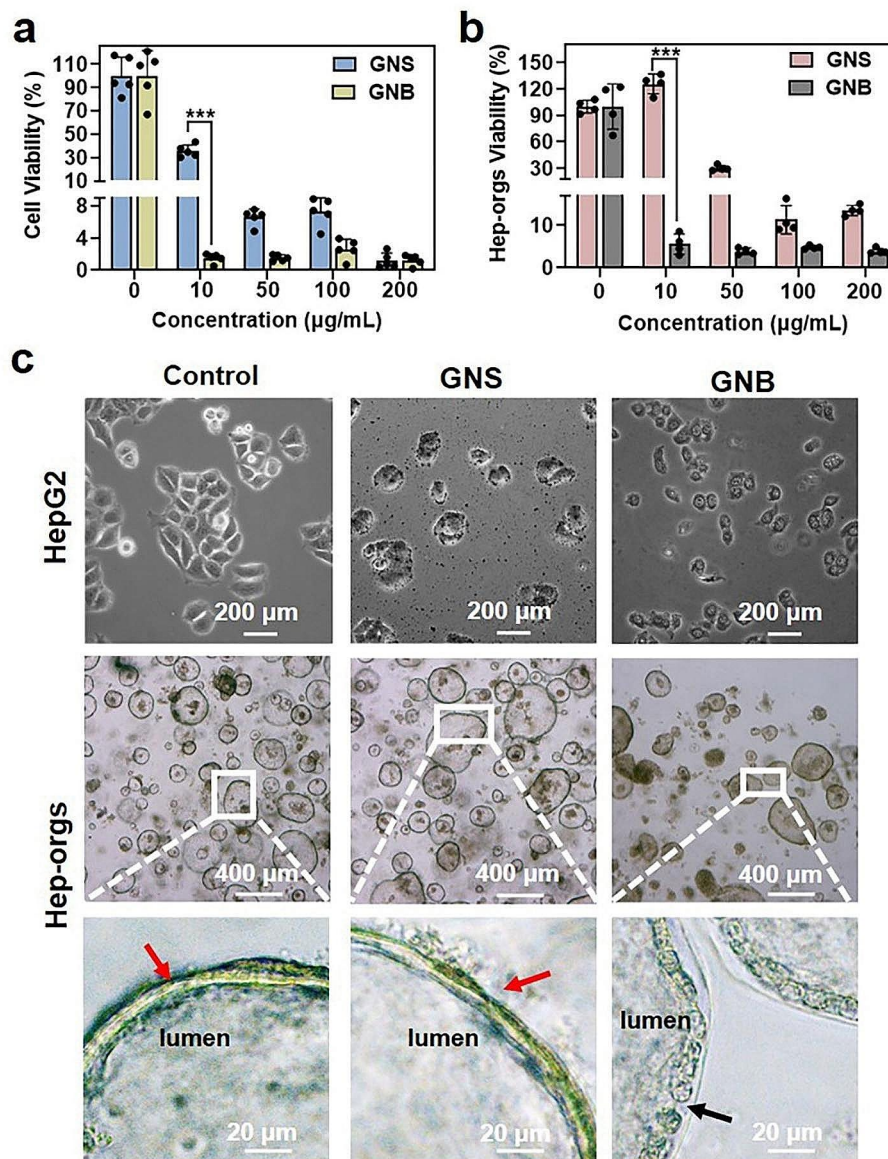 a
Cell Viability (%)
110
90
70
50
30
10
8
4
0
***
GNS
GNB
0 10 50 100 200
Concentration (µg/mL)
b
Hep-orgs Viability (%)
150
120
90
60
30
10
0
***
GNS
GNB
0 10 50 100 200
Concentration (µg/mL)
c
Control GNS GNB
HepG2
200 µm 200 µm 200 µm
Hep-orgs
400 µm 400 µm 400 µm
lumen lumen lumen
20 µm 20 µm 20 µm